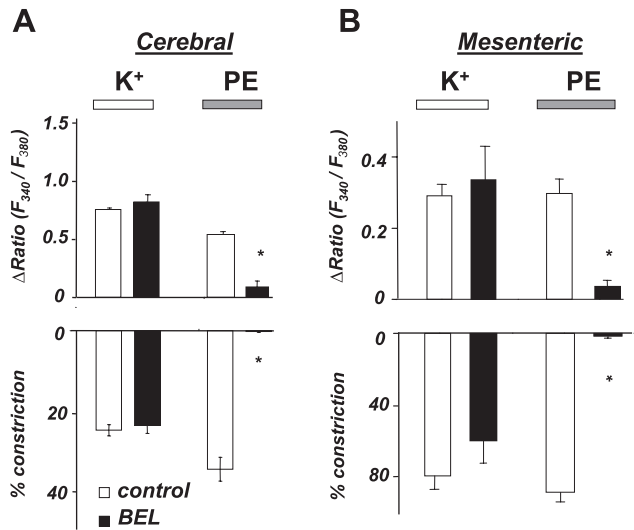 A
Cerebral
K+
PE
ΔRatio (F340 / F380)
1.5
1.0
0.5
0
*
% constriction
0
20
40
*
control
BEL
B
Mesenteric
K+
PE
ΔRatio (F340 / F380)
0.4
0.2
0
*
% constriction
0
40
80
*